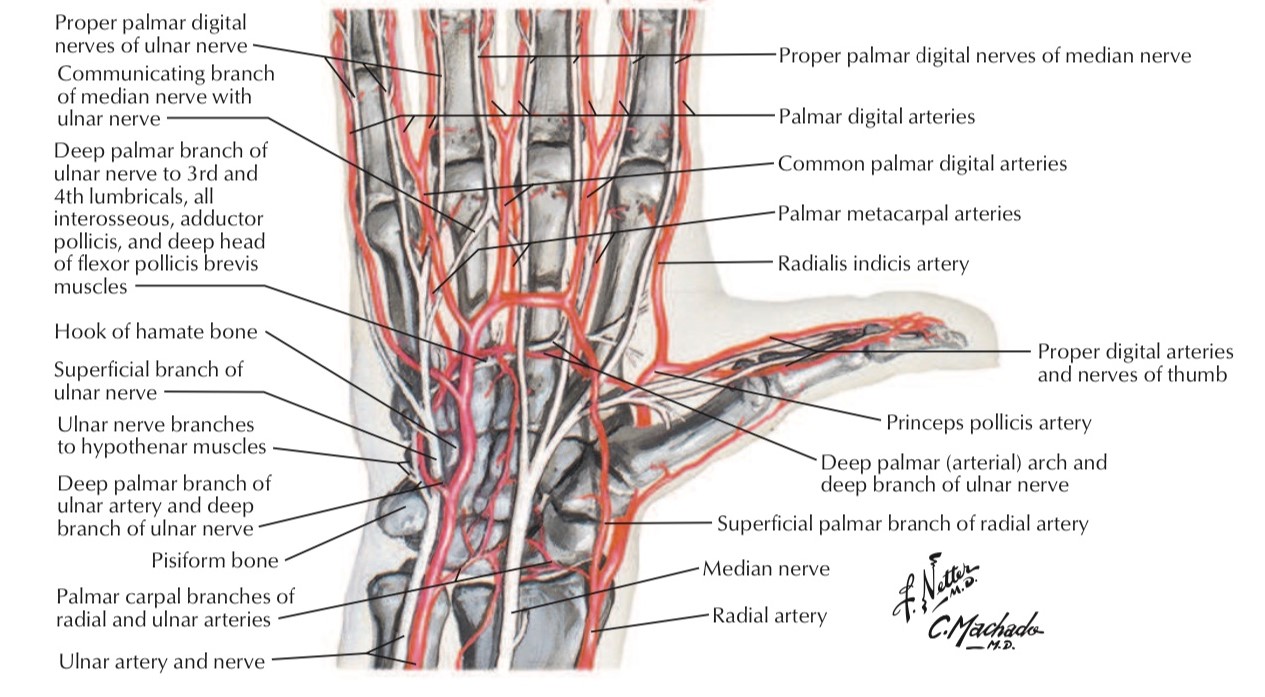 Proper palmar digital
nerves of ulnar nerve
Communicating branch
of median nerve with
ulnar nerve
Deep palmar branch of
ulnar nerve to 3rd and
4th lumbricals, all
interosseous, adductor
pollicis, and deep head
of flexor pollicis brevis
muscles
Hook of hamate bone
Superficial branch of
ulnar nerve
Ulnar nerve branches
to hypothenar muscles
Deep palmar branch of
ulnar artery and deep
branch of ulnar nerve
Pisiform bone
Palmar carpal branches of
radial and ulnar arteries
Ulnar artery and nerve
Proper palmar digital nerves of median nerve
Palmar digital arteries
Common palmar digital arteries
Palmar metacarpal arteries
Radialis indicis artery
Proper digital arteries
and nerves of thumb
Princeps pollicis artery
Deep palmar (arterial) arch and
deep branch of ulnar nerve
Superficial palmar branch of radial artery
Median nerve
Radial artery
f. Netter
M.D.
C. Machado
M.D.